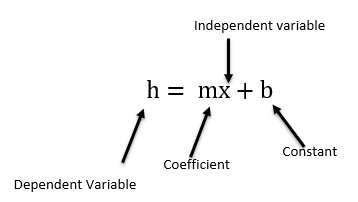 Independent variable
h = mx + b
Coefficient
Constant
Dependent Variable